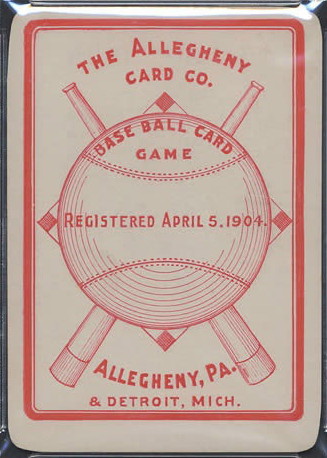 THE ALLEGHENY
CARD CO.
BASE BALL CARD
GAME
REGISTERED APRIL 5.1904.
ALLEGHENY, PA.
& DETROIT, MICH.